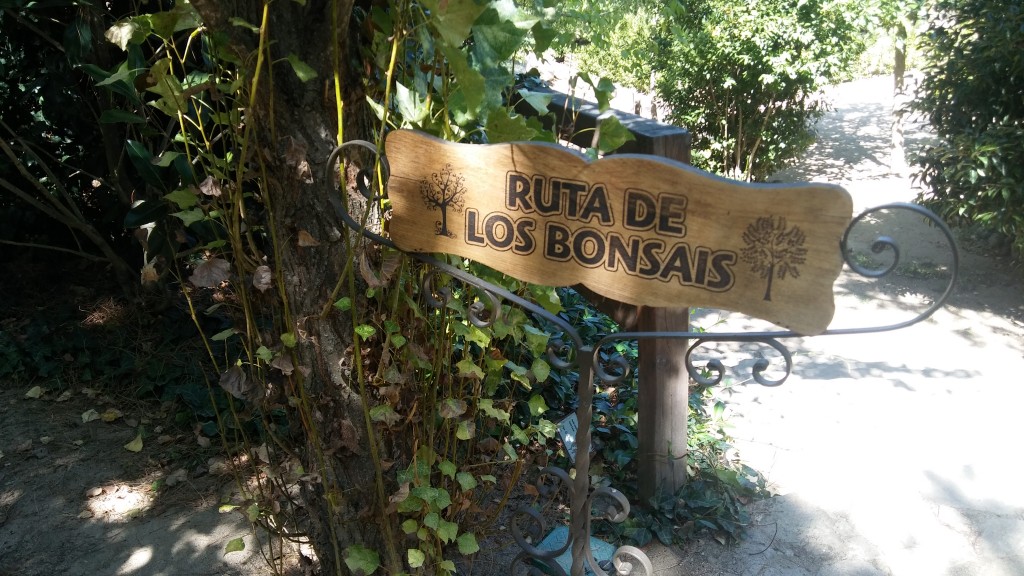 RUTA DE
LOS BONSAIS